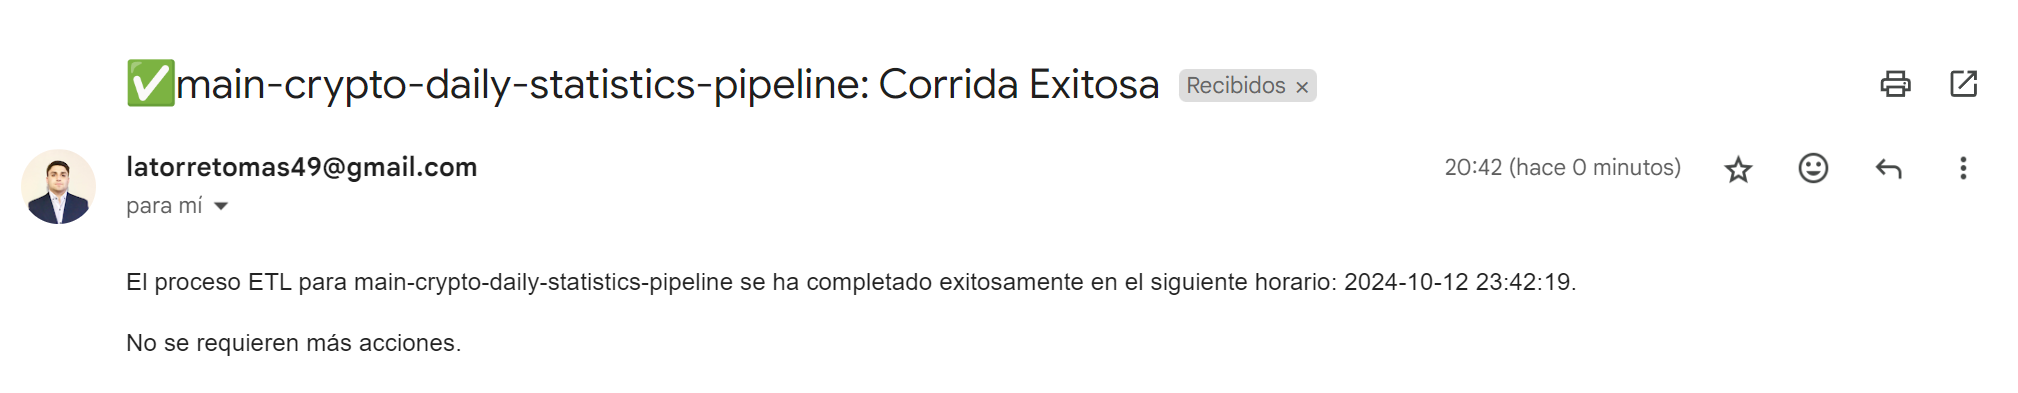 ✅main-crypto-daily-statistics-pipeline: Corrida Exitosa Recibidos ×
latorretomas49@gmail.com 20:42 (hace 0 minutos)
para mí
El proceso ETL para main-crypto-daily-statistics-pipeline se ha completado exitosamente en el siguiente horario: 2024-10-12 23:42:19.
No se requieren más acciones.